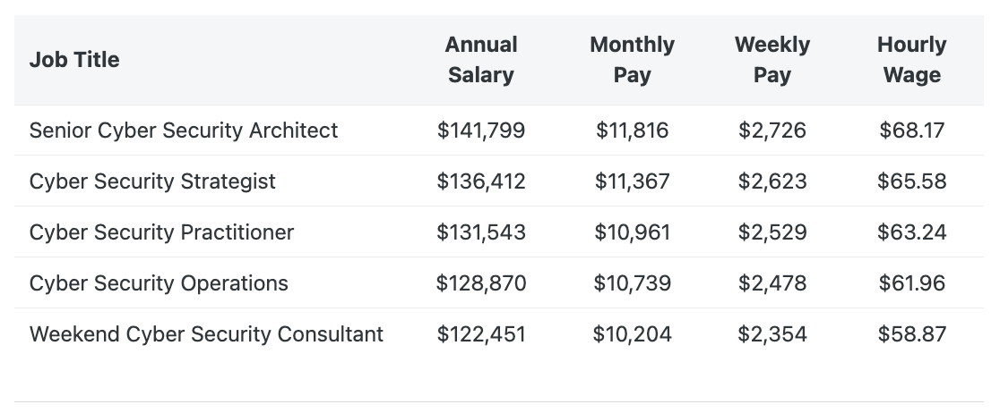 Job Title Annual Salary Monthly Pay Weekly Pay Hourly Wage
Senior Cyber Security Architect $141,799 $11,816 $2,726 $68.17
Cyber Security Strategist $136,412 $11,367 $2,623 $65.58
Cyber Security Practitioner $131,543 $10,961 $2,529 $63.24
Cyber Security Operations $128,870 $10,739 $2,478 $61.96
Weekend Cyber Security Consultant $122,451 $10,204 $2,354 $58.87